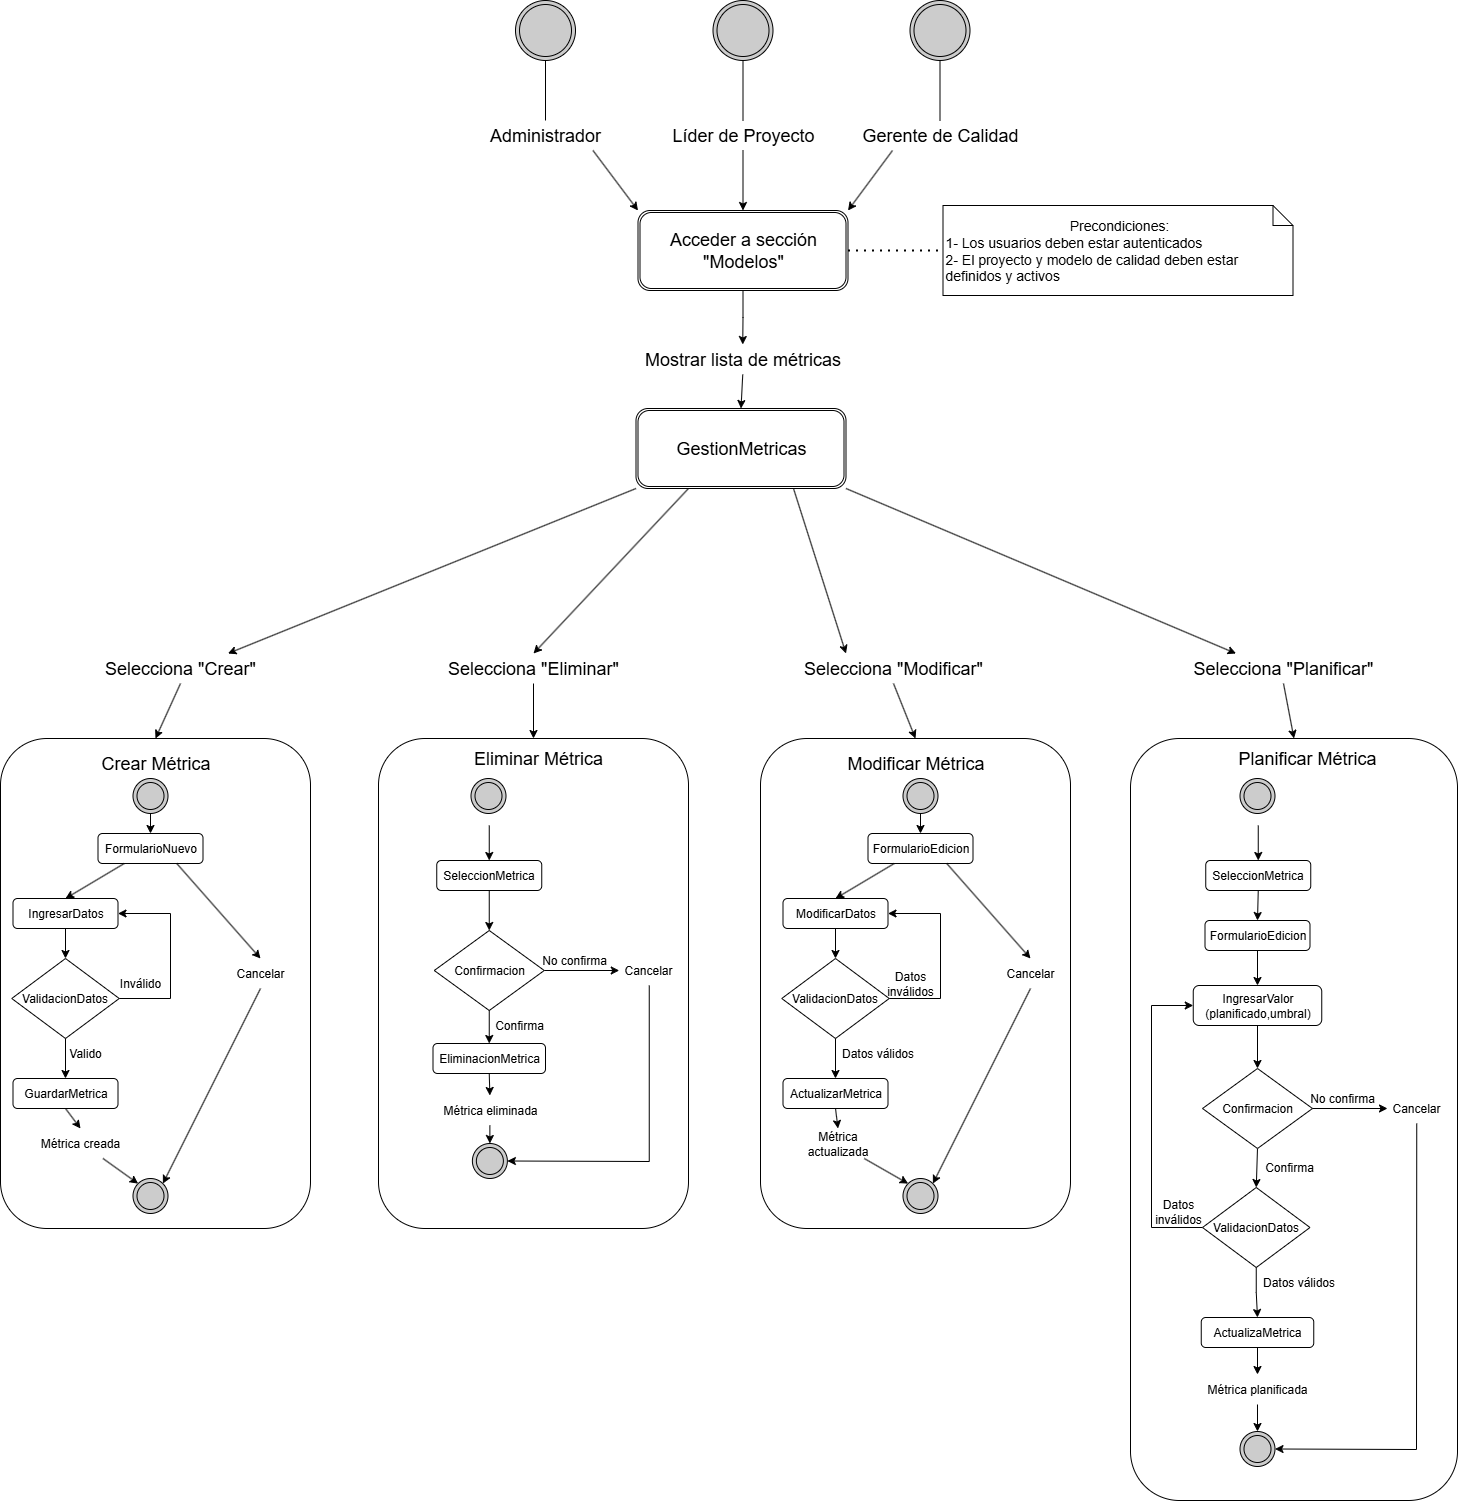 Administrador
Líder de Proyecto
Gerente de Calidad
Acceder a sección
"Modelos"
Precondiciones:
1- Los usuarios deben estar autenticados
2- El proyecto y modelo de calidad deben estar
definidos y activos
Mostrar lista de métricas
GestionMetricas
Selecciona "Crear"
Selecciona "Eliminar"
Selecciona "Modificar"
Selecciona "Planificar"
Crear Métrica
FormularioNuevo
IngresarDatos
Cancelar
Inválido
ValidacionDatos
Valido
GuardarMetrica
Métrica creada
Eliminar Métrica
SeleccionMetrica
Confirmacion
No confirma
Cancelar
Confirma
EliminacionMetrica
Métrica eliminada
Modificar Métrica
FormularioEdicion
ModificarDatos
Cancelar
Datos
inválidos
ValidacionDatos
Datos válidos
ActualizarMetrica
Métrica
actualizada
Planificar Métrica
SeleccionMetrica
FormularioEdicion
IngresarValor
(planificado,umbral)
Confirmacion
No confirma
Cancelar
Confirma
Datos
inválidos
ValidacionDatos
Datos válidos
ActualizaMetrica
Métrica planificada